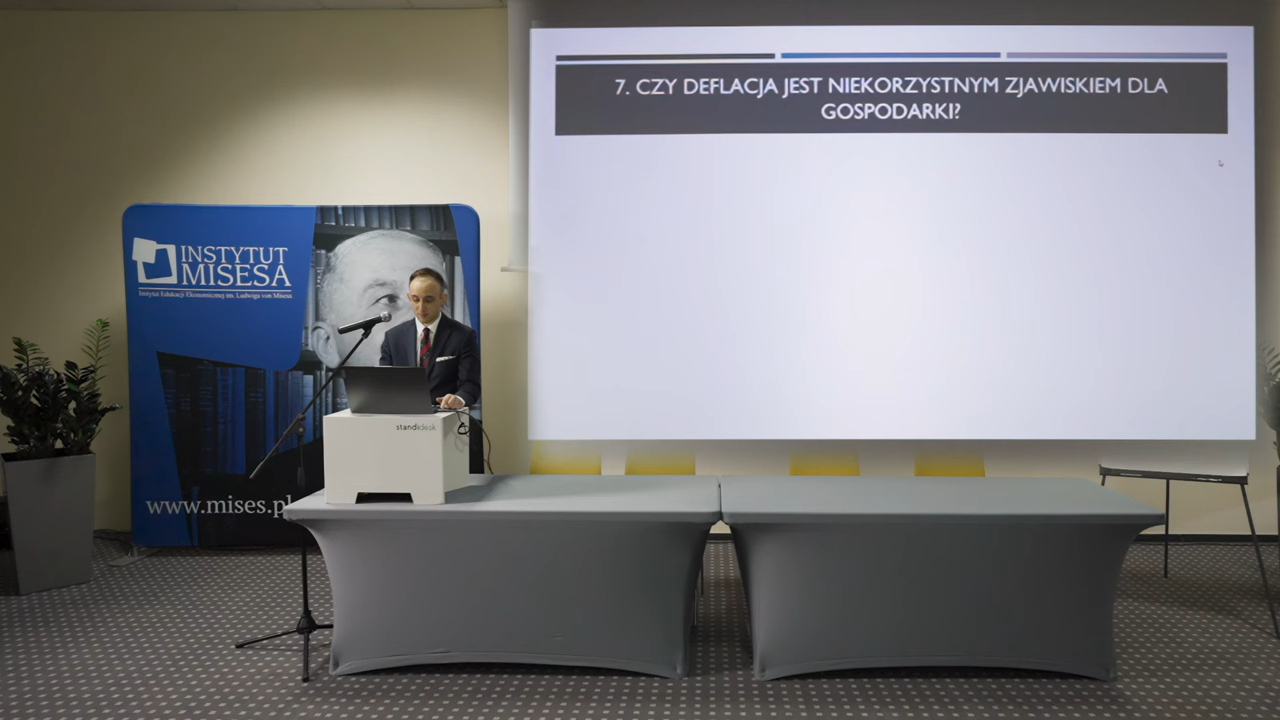 7. CZY DEFLACJA JEST NIEKORZYSTNYM ZJAWISKIEM DLA
GOSPODARKI?
INSTYTUT
MISESA
Instytut Edukacji Ekonomicznej im. Ludwiga von Misesa
standidesk
www.mises.pl